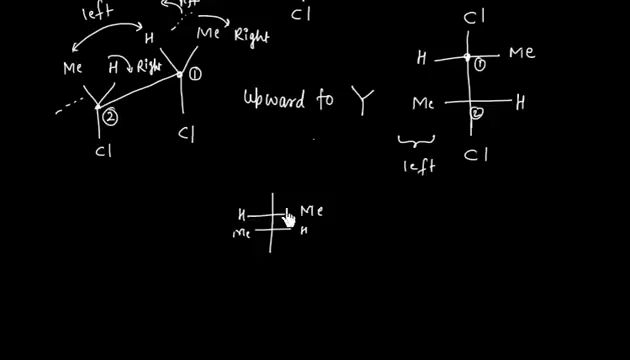 left
Cl
Cl
H Me Right
Me H Right
①
②
Cl
Cl
upward to Y
H Me
①
Me H
②
left
Cl
H Me
Me H